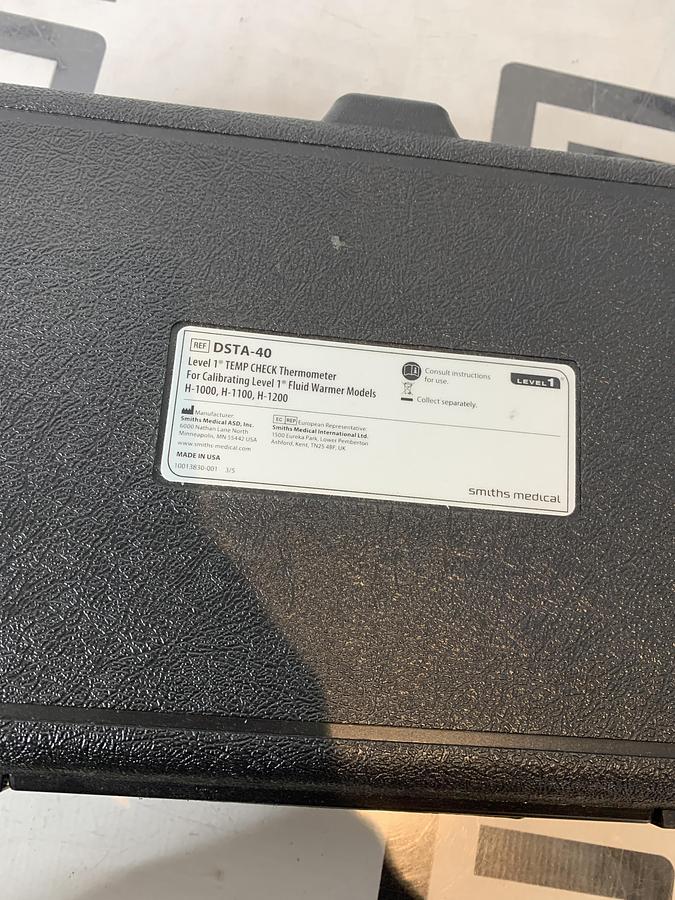 REF DSTA-40
Level 1® TEMP CHECK Thermometer
For Calibrating Level 1® Fluid Warmer Models
H-1000, H-1100, H-1200
Consult instructions
for use.
Collect separately.
LEVEL 1®
Manufacturer:
Smiths Medical ASD, Inc.
6000 Nathan Lane North
Minneapolis, MN 55442 USA
www.smiths-medical.com
EC REP European Representative:
Smiths Medical International Ltd.
1500 Eureka Park, Lower Pemberton
Ashford, Kent, TN25 4BF, UK
MADE IN USA
10013830-001 3/5
smiths medical